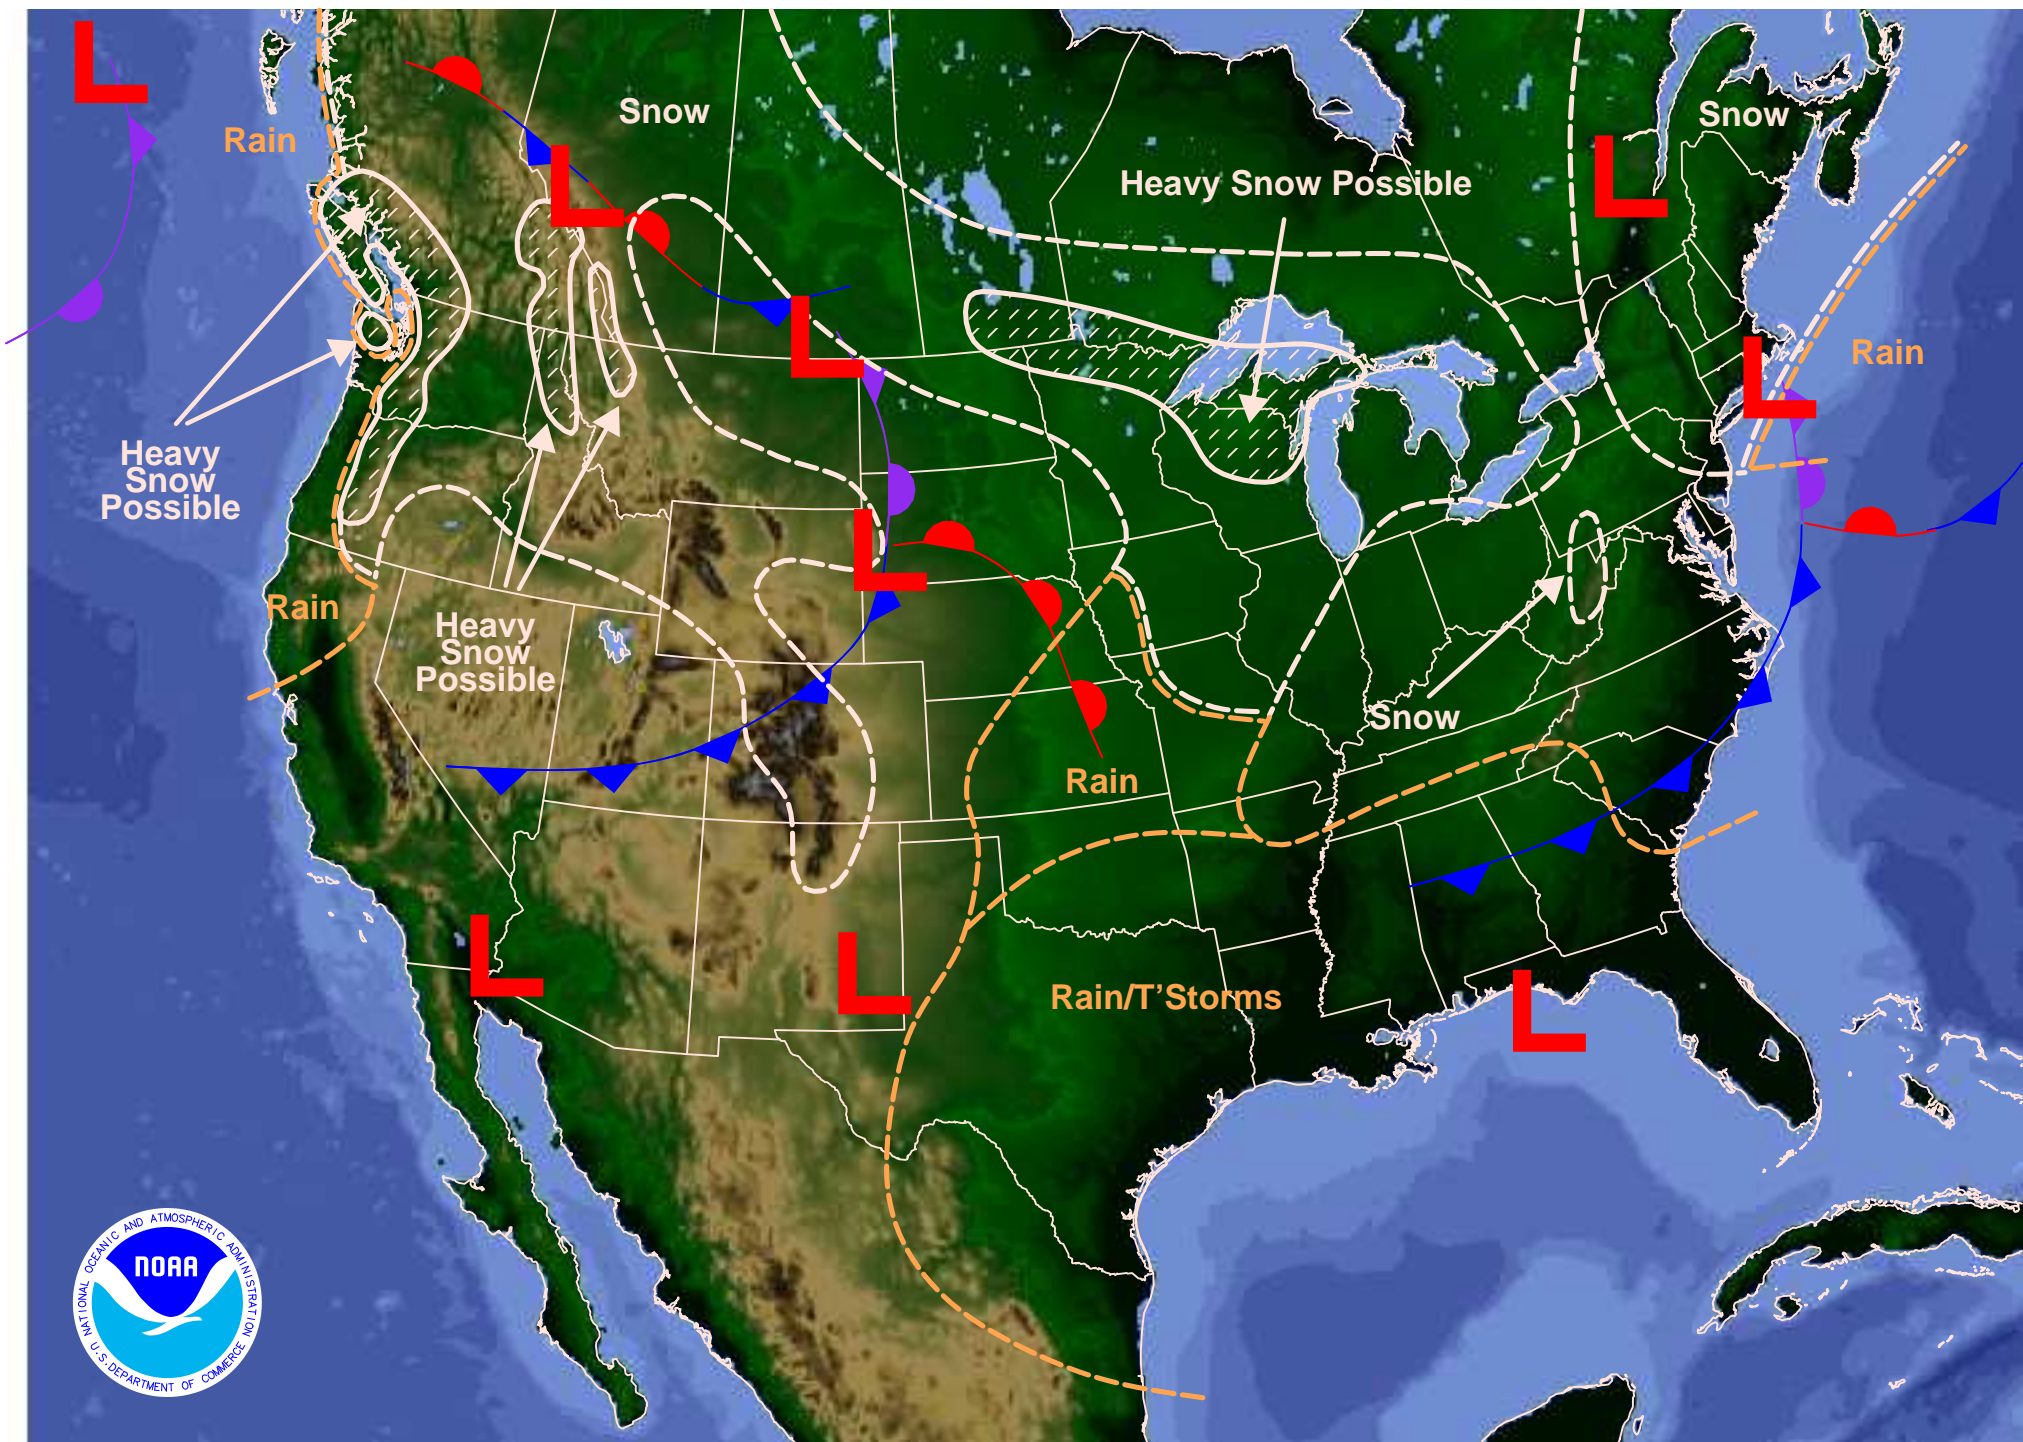 Snow
Snow
Rain
Heavy Snow Possible
Rain
Heavy
Snow
Possible
Rain
Heavy
Snow
Possible
Snow
Rain
Rain/T'Storms
L
L
L
L
L
L
L
L
L
NATIONAL OCEANIC AND ATMOSPHERIC ADMINISTRATION
NOAA
U.S. DEPARTMENT OF COMMERCE